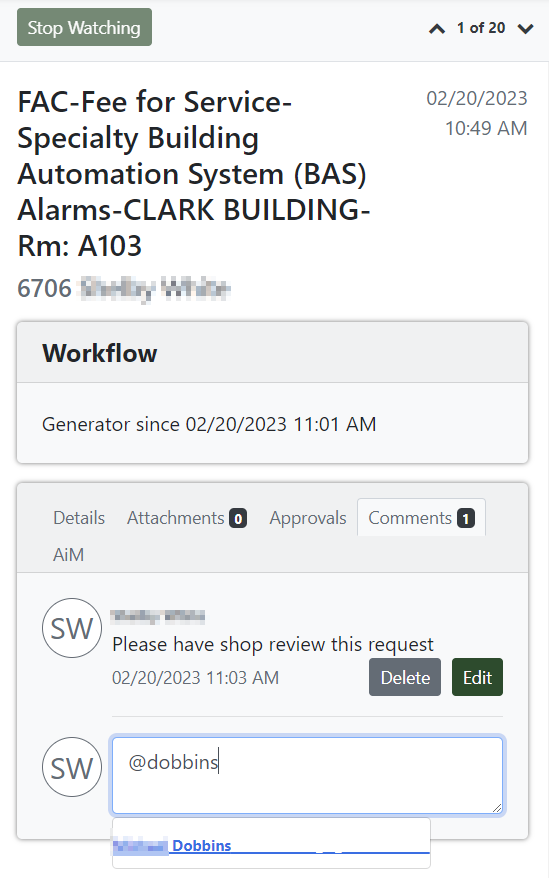 Stop Watching
1 of 20
FAC-Fee for Service-
Specialty Building
Automation System (BAS)
Alarms-CLARK BUILDING-
Rm: A103
02/20/2023
10:49 AM
6706
Workflow
Generator since 02/20/2023 11:01 AM
Details Attachments 0 Approvals Comments 1
AiM
SW
Please have shop review this request
02/20/2023 11:03 AM Delete Edit
SW @dobbins
Dobbins